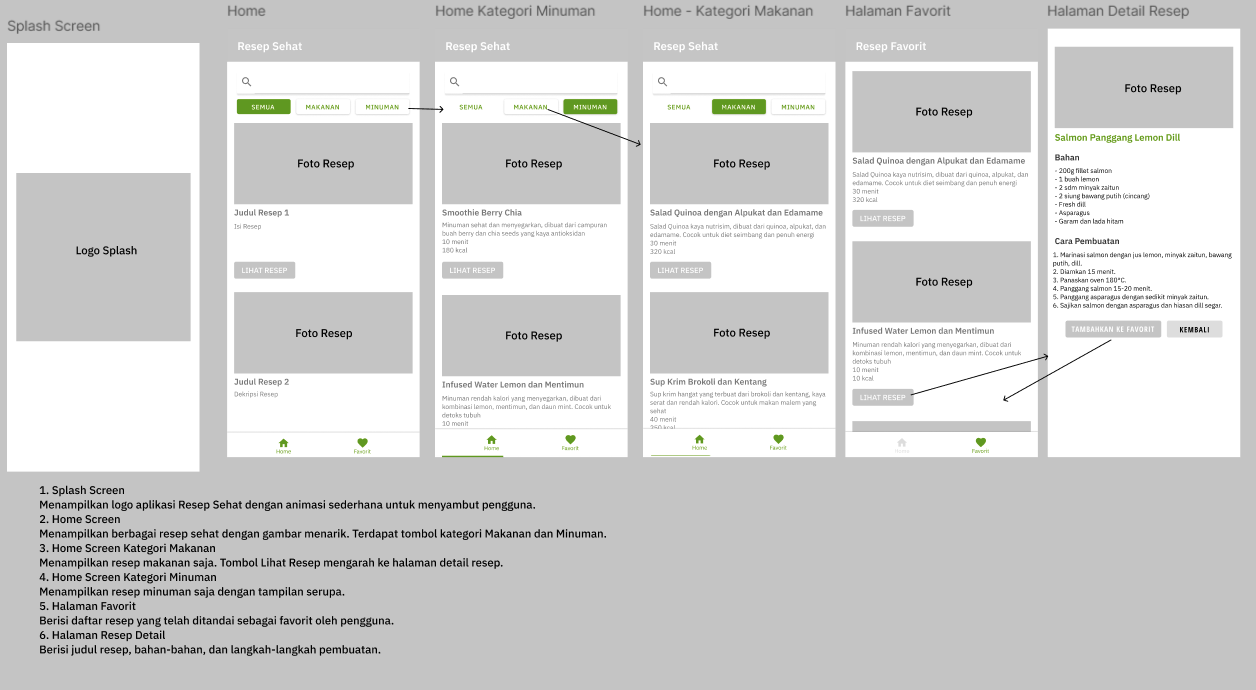 Splash Screen
Logo Splash
Home
Resep Sehat
SEMUA
MAKANAN
MINUMAN
Foto Resep
Judul Resep 1
Isi Resep
LIHAT RESEP
Foto Resep
Judul Resep 2
Dekripsi Resep
Home
Favorit
Home Kategori Minuman
Resep Sehat
SEMUA
MAKANAN
MINUMAN
Foto Resep
Smoothie Berry Chia
Minuman sehat dan menyegarkan, dibuat dari campuran
buah berry dan chia seeds yang kaya antioksidan
10 menit
180 kcal
LIHAT RESEP
Foto Resep
Infused Water Lemon dan Mentimun
Minuman rendah kalori yang menyegarkan, dibuat dari
kombinasi lemon, mentimun, dan daun mint. Cocok untuk
detoks tubuh
10 menit
Home
Favorit
Home - Kategori Makanan
Resep Sehat
SEMUA
MAKANAN
MINUMAN
Foto Resep
Salad Quinoa dengan Alpukat dan Edamame
Salad Quinoa kaya nutrisim, dibuat dari quinoa, alpukat, dan
edamame. Cocok untuk diet seimbang dan penuh energi
30 menit
320 kcal
LIHAT RESEP
Foto Resep
Sup Krim Brokoli dan Kentang
Sup krim hangat yang terbuat dari brokoli dan kentang, kaya
serat dan rendah kalori. Cocok untuk makan malem yang
sehat
40 menit
250 kcal
Home
Favorit
Halaman Favorit
Resep Favorit
Foto Resep
Salad Quinoa dengan Alpukat dan Edamame
Salad Quinoa kaya nutrisim, dibuat dari quinoa, alpukat, dan
edamame. Cocok untuk diet seimbang dan penuh energi
30 menit
320 kcal
LIHAT RESEP
Foto Resep
Infused Water Lemon dan Mentimun
Minuman rendah kalori yang menyegarkan, dibuat dari
kombinasi lemon, mentimun, dan daun mint. Cocok untuk
detoks tubuh
10 menit
10 kcal
LIHAT RESEP
Home
Favorit
Halaman Detail Resep
Foto Resep
Salmon Panggang Lemon Dill
Bahan
- 200g fillet salmon
- 1 buah lemon
- 2 sdm minyak zaitun
- 2 siung bawang putih (cincang)
- Fresh dill
- Asparagus
- Garam dan lada hitam
Cara Pembuatan
1. Marinasi salmon dengan jus lemon, minyak zaitun, bawang
putih, dill.
2. Diamkan 15 menit.
3. Panaskan oven 180°C.
4. Panggang salmon 15-20 menit.
5. Panggang asparagus dengan sedikit minyak zaitun.
6. Sajikan salmon dengan asparagus dan hiasan dill segar.
TAMBAHKAN KE FAVORIT
KEMBALI
1. Splash Screen
Menampilkan logo aplikasi Resep Sehat dengan animasi sederhana untuk menyambut pengguna.
2. Home Screen
Menampilkan berbagai resep sehat dengan gambar menarik. Terdapat tombol kategori Makanan dan Minuman.
3. Home Screen Kategori Makanan
Menampilkan resep makanan saja. Tombol Lihat Resep mengarah ke halaman detail resep.
4. Home Screen Kategori Minuman
Menampilkan resep minuman saja dengan tampilan serupa.
5. Halaman Favorit
Berisi daftar resep yang telah ditandai sebagai favorit oleh pengguna.
6. Halaman Resep Detail
Berisi judul resep, bahan-bahan, dan langkah-langkah pembuatan.